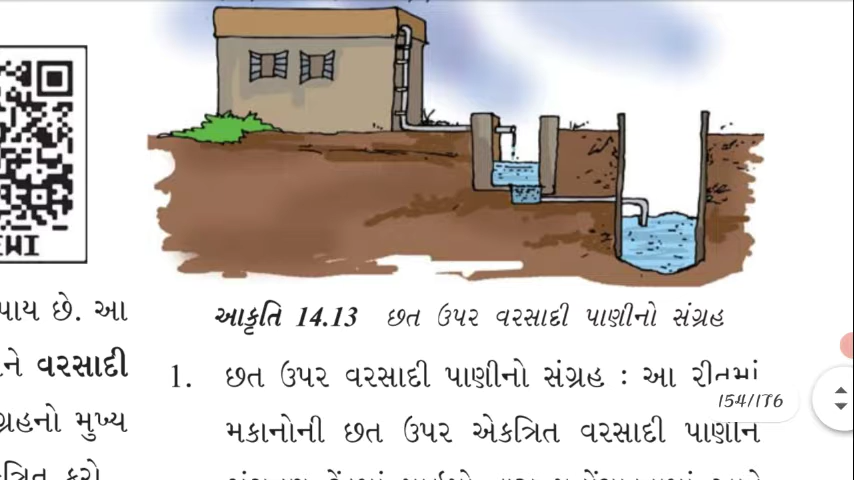 EWI
પાય છે. આ
ને વરસાદી
ગ્રહનો મુખ્ય
આકૃતિ 14.13 છત ઉપર વરસાદી પાણીનો સંગ્રહ
1. છત ઉપર વરસાદી પાણીનો સંગ્રહ : આ રીતમાં
મકાનોની છત ઉપર એકત્રિત વરસાદી પાણીને
154/176